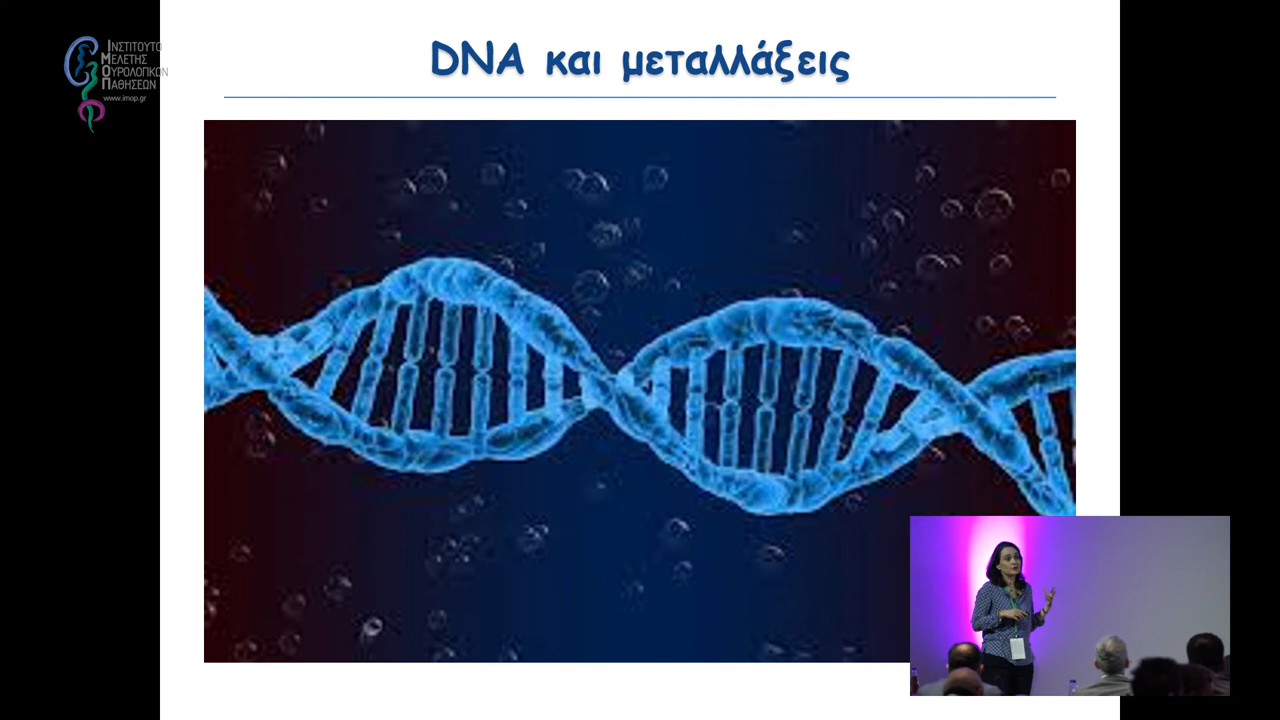 DNA και μεταλλάξεις
ΙΝΣΤΙΤΟΥΤΟ
ΜΕΛΕΤΗΣ
ΟΥΡΟΛΟΓΙΚΩΝ
ΠΑΘΗΣΕΩΝ
www.imop.gr